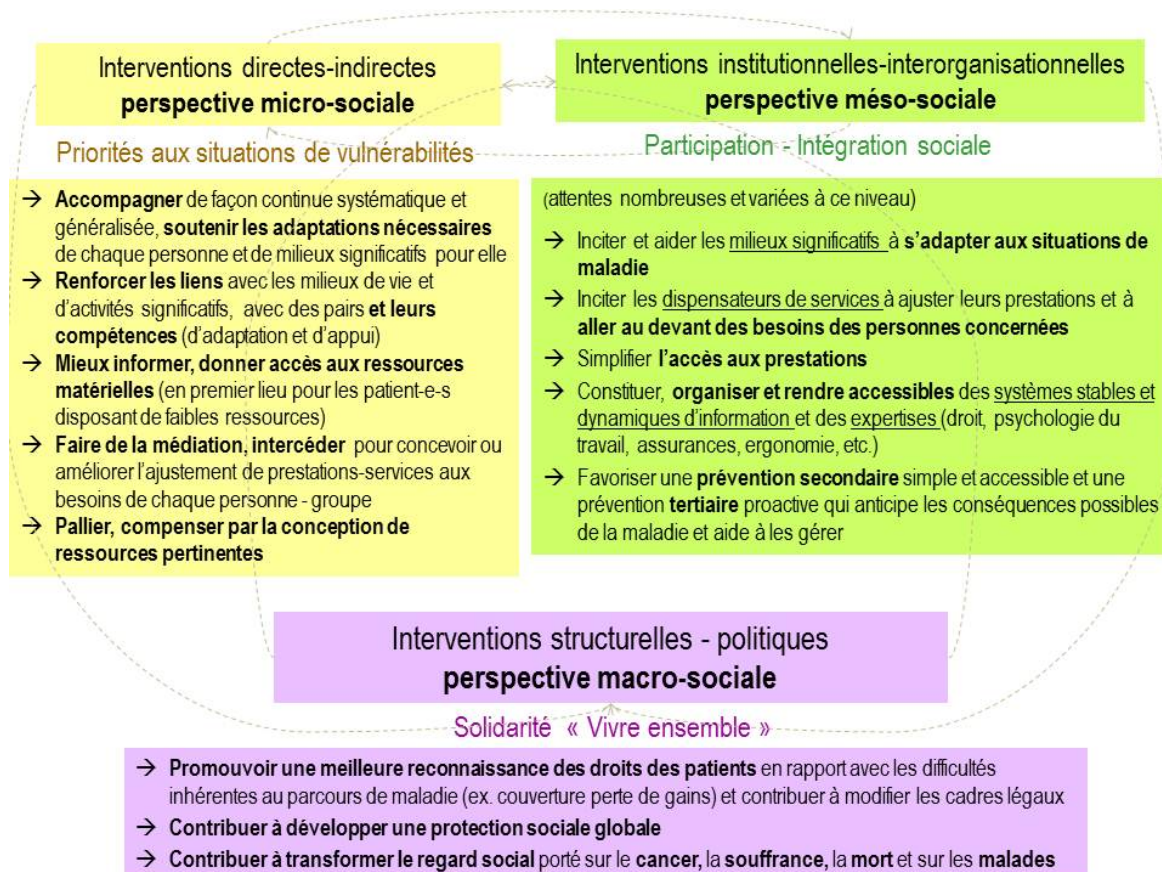 Interventions directes-indirectes
perspective micro-sociale
Priorités aux situations de vulnérabilités
→ Accompagner de façon continue systématique et
généralisée, soutenir les adaptations nécessaires
de chaque personne et de milieux significatifs pour elle
→ Renforcer les liens avec les milieux de vie et
d'activités significatifs, avec des pairs et leurs
compétences (d'adaptation et d'appui)
→ Mieux informer, donner accès aux ressources
matérielles (en premier lieu pour les patient-e-s
disposant de faibles ressources)
→ Faire de la médiation, intercéder pour concevoir ou
améliorer l'ajustement de prestations-services aux
besoins de chaque personne - groupe
→ Pallier, compenser par la conception de
ressources pertinentes
Interventions institutionnelles-interorganisationnelles
perspective méso-sociale
Participation - Intégration sociale
(attentes nombreuses et variées à ce niveau)
→ Inciter et aider les milieux significatifs à s'adapter aux situations de
maladie
→ Inciter les dispensateurs de services à ajuster leurs prestations et à
aller au devant des besoins des personnes concernées
→ Simplifier l'accès aux prestations
→ Constituer, organiser et rendre accessibles des systèmes stables et
dynamiques d'information et des expertises (droit, psychologie du
travail, assurances, ergonomie, etc.)
→ Favoriser une prévention secondaire simple et accessible et une
prévention tertiaire proactive qui anticipe les conséquences possibles
de la maladie et aide à les gérer
Interventions structurelles - politiques
perspective macro-sociale
Solidarité « Vivre ensemble »
→ Promouvoir une meilleure reconnaissance des droits des patients en rapport avec les difficultés
inhérentes au parcours de maladie (ex. couverture perte de gains) et contribuer à modifier les cadres légaux
→ Contribuer à développer une protection sociale globale
→ Contribuer à transformer le regard social porté sur le cancer, la souffrance, la mort et sur les malades